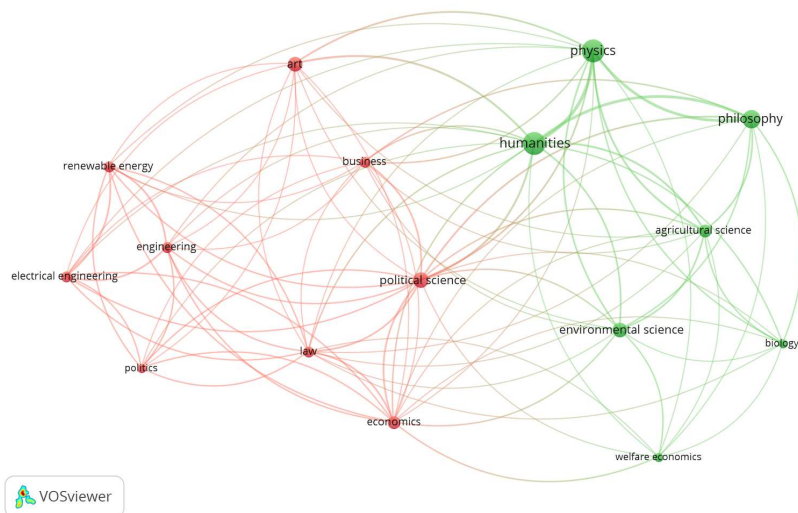 physics
art
philosophy
humanities
business
renewable energy
agricultural science
engineering
electrical engineering
political science
environmental science
biology
law
politics
economics
welfare economics
VOSviewer